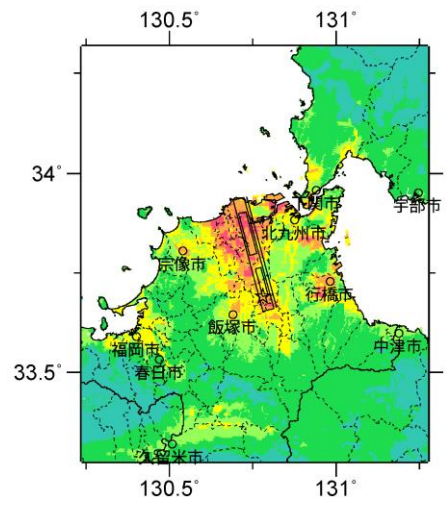 130.5° 131°
34°
下関市
宇部市
北九州市
宗像市
行橋市
飯塚市
福岡市
中津市
33.5°
春日市
久留米市
130.5° 131°